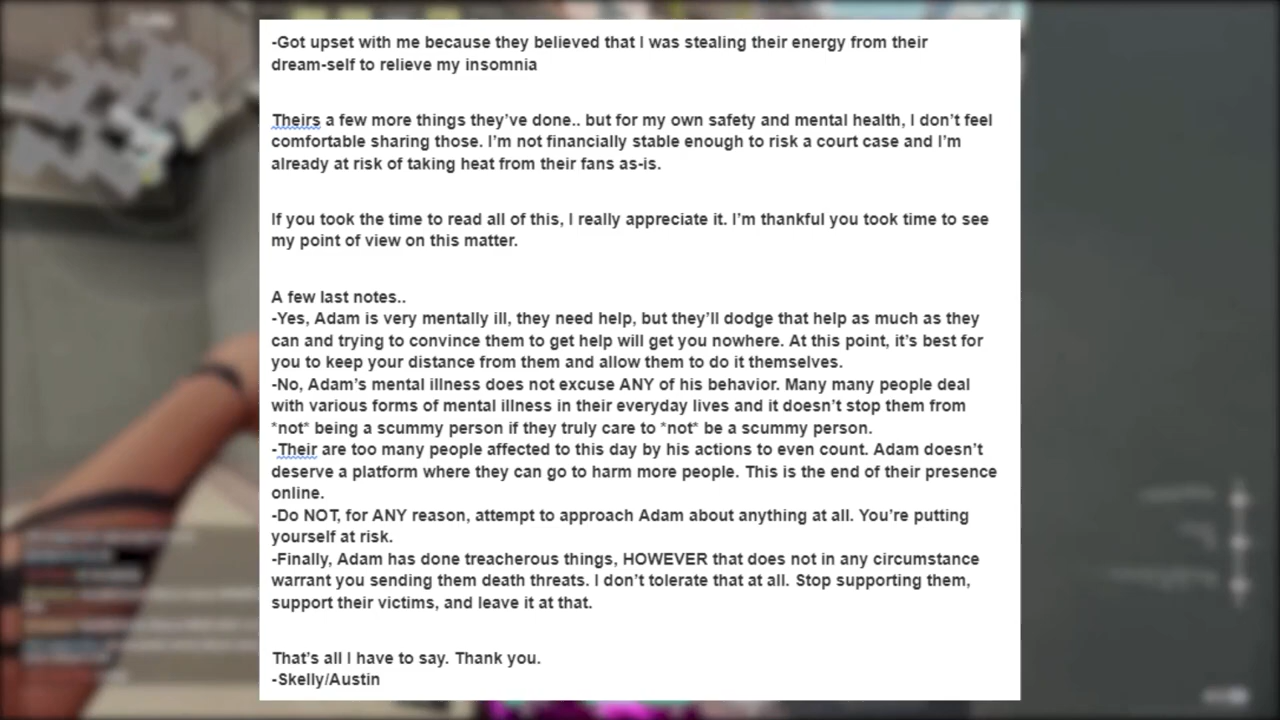 -Got upset with me because they believed that I was stealing their energy from their
dream-self to relieve my insomnia
Theirs a few more things they've done.. but for my own safety and mental health, I don't feel
comfortable sharing those. I'm not financially stable enough to risk a court case and I'm
already at risk of taking heat from their fans as-is.
If you took the time to read all of this, I really appreciate it. I'm thankful you took time to see
my point of view on this matter.
A few last notes..
-Yes, Adam is very mentally ill, they need help, but they'll dodge that help as much as they
can and trying to convince them to get help will get you nowhere. At this point, it's best for
you to keep your distance from them and allow them to do it themselves.
-No, Adam's mental illness does not excuse ANY of his behavior. Many many people deal
with various forms of mental illness in their everyday lives and it doesn't stop them from
*not* being a scummy person if they truly care to *not* be a scummy person.
-Their are too many people affected to this day by his actions to even count. Adam doesn't
deserve a platform where they can go to harm more people. This is the end of their presence
online.
-Do NOT, for ANY reason, attempt to approach Adam about anything at all. You're putting
yourself at risk.
-Finally, Adam has done treacherous things, HOWEVER that does not in any circumstance
warrant you sending them death threats. I don't tolerate that at all. Stop supporting them,
support their victims, and leave it at that.
That's all I have to say. Thank you.
-Skelly/Austin